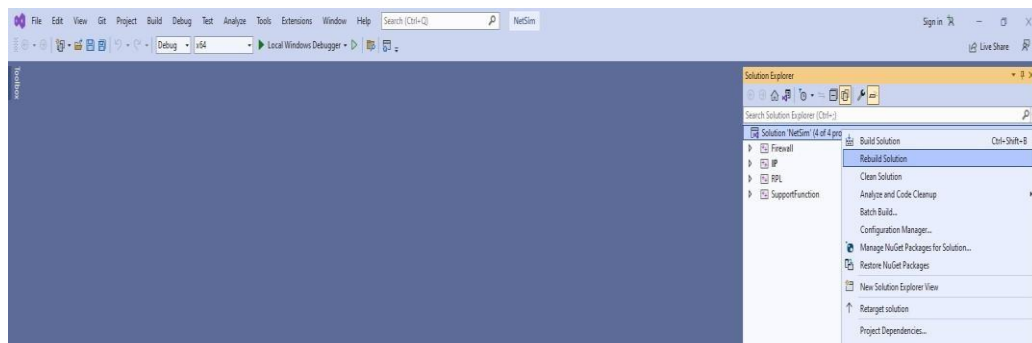 File Edit View Git Project Build Debug Test Analyze Tools Extensions Window Help Search (Ctrl+Q) NetSim Sign in
Debug x64 Local Windows Debugger Live Share
Toolbox
Solution Explorer
Search Solution Explorer (Ctrl+;)
Solution 'NetSim' (4 of 4 pro
Firewall
IP
RPL
SupportFunction
Build Solution Ctrl+Shift+B
Rebuild Solution
Clean Solution
Analyze and Code Cleanup
Batch Build...
Configuration Manager...
Manage NuGet Packages for Solution...
Restore NuGet Packages
New Solution Explorer View
Retarget solution
Project Dependencies...